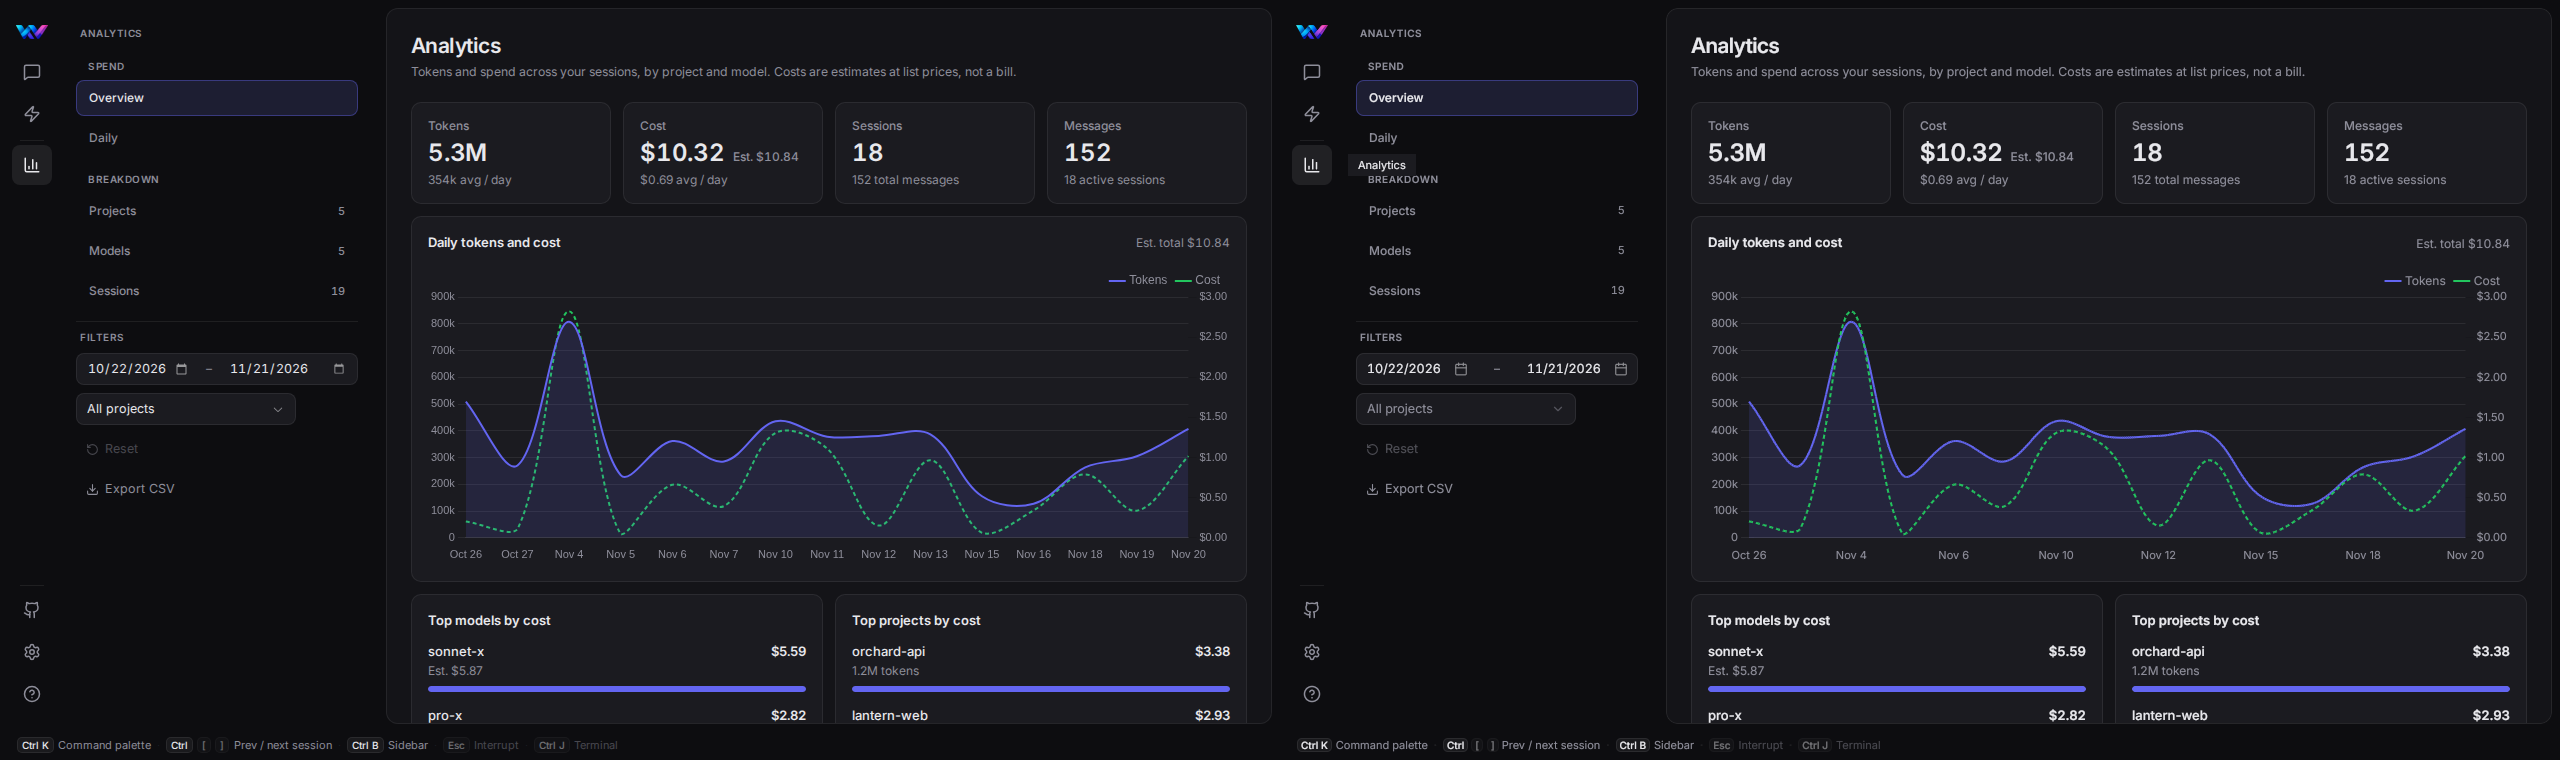 ANALYTICS
SPEND
Overview
Daily
BREAKDOWN
Projects 5
Models 5
Sessions 19
FILTERS
10/22/2026 – 11/21/2026
All projects
Reset
Export CSV
Analytics
Tokens and spend across your sessions, by project and model. Costs are estimates at list prices, not a bill.
Tokens
5.3M
354k avg / day
Cost
$10.32 Est. $10.84
$0.69 avg / day
Sessions
18
152 total messages
Messages
152
18 active sessions
Daily tokens and cost
Est. total $10.84
Tokens Cost
900k $3.00
800k
$2.50
700k
600k $2.00
500k
$1.50
400k
300k $1.00
200k
$0.50
100k
0 $0.00
Oct 26 Oct 27 Nov 4 Nov 5 Nov 6 Nov 7 Nov 10 Nov 11 Nov 12 Nov 13 Nov 15 Nov 16 Nov 18 Nov 19 Nov 20
Top models by cost
sonnet-x $5.59
Est. $5.87
pro-x $2.82
Top projects by cost
orchard-api $3.38
1.2M tokens
lantern-web $2.93
Ctrl K Command palette Ctrl [ ] Prev / next session Ctrl B Sidebar Esc Interrupt Ctrl J Terminal
ANALYTICS
SPEND
Overview
Daily
Analytics
BREAKDOWN
Projects 5
Models 5
Sessions 19
FILTERS
10/22/2026 – 11/21/2026
All projects
Reset
Export CSV
Analytics
Tokens and spend across your sessions, by project and model. Costs are estimates at list prices, not a bill.
Tokens
5.3M
354k avg / day
Cost
$10.32 Est. $10.84
$0.69 avg / day
Sessions
18
152 total messages
Messages
152
18 active sessions
Daily tokens and cost
Est. total $10.84
Tokens Cost
900k $3.00
800k
$2.50
700k
600k $2.00
500k
$1.50
400k
300k $1.00
200k
$0.50
100k
0 $0.00
Oct 26 Nov 4 Nov 6 Nov 10 Nov 12 Nov 15 Nov 18 Nov 20
Top models by cost
sonnet-x $5.59
Est. $5.87
pro-x $2.82
Top projects by cost
orchard-api $3.38
1.2M tokens
lantern-web $2.93
Ctrl K Command palette · Ctrl [ ] Prev / next session · Ctrl B Sidebar · Esc Interrupt · Ctrl J Terminal